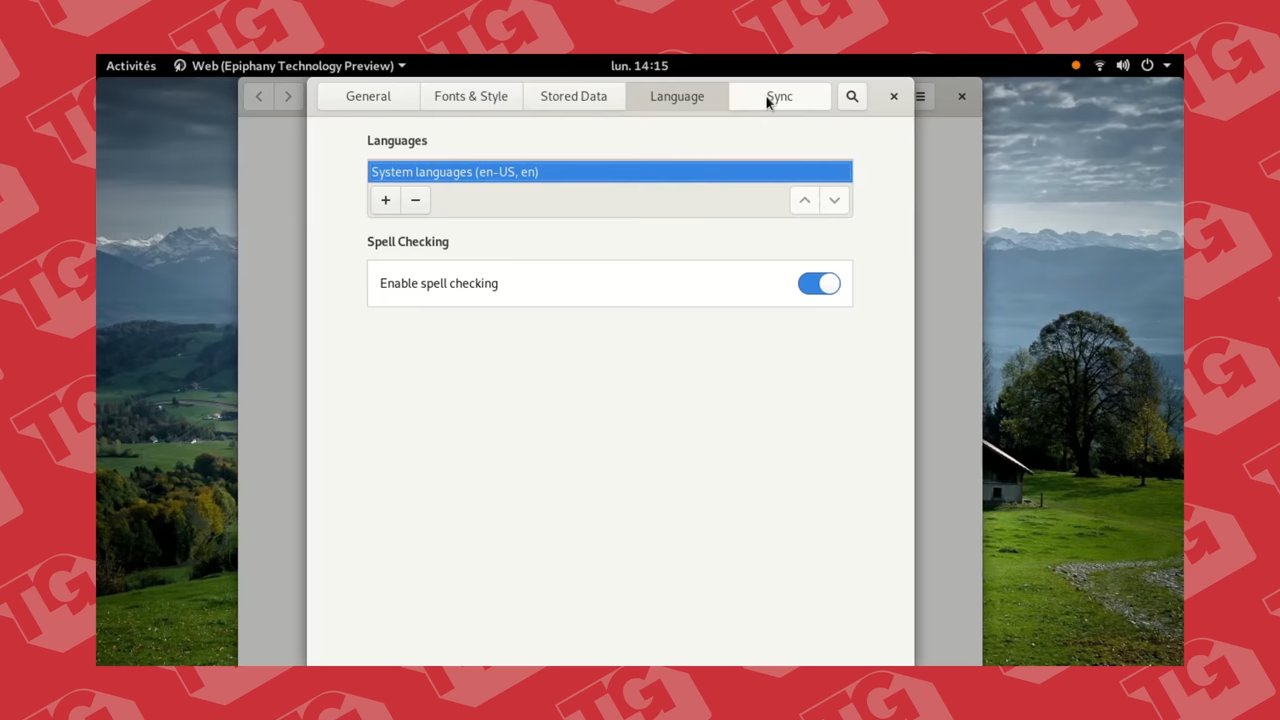 Activités
Web (Epiphany Technology Preview)
lun. 14:15
General
Fonts & Style
Stored Data
Language
Sync
Languages
System languages (en-US, en)
Spell Checking
Enable spell checking
TLG